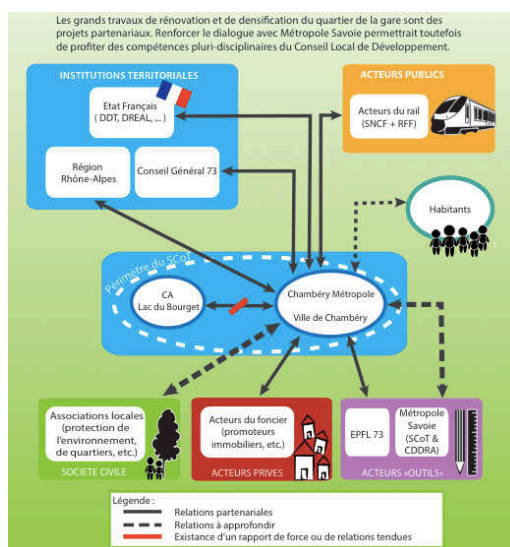 Les grands travaux de rénovation et de densification du quartier de la gare sont des
projets partenariaux. Renforcer le dialogue avec Métropole Savoie permettrait toutefois
de profiter des compétences pluri-disciplinaires du Conseil Local de Développement.
INSTITUTIONS TERRITORIALES
Etat Français
( DDT, DREAL, ... )
Région
Rhône-Alpes
Conseil Général 73
ACTEURS PUBLICS
Acteurs du rail
(SNCF + RFF)
Habitants
Périmètre du SCoT
CA
Lac du Bourget
Chambéry Métropole
Ville de Chambéry
Associations locales
(protection de
l'environnement,
de quartiers, etc.)
SOCIETE CIVILE
Acteurs du foncier
(promoteurs
immobiliers, etc.)
ACTEURS PRIVES
EPFL 73
Métropole
Savoie
(SCoT &
CDDRA)
ACTEURS «OUTILS»
Légende :
Relations partenariales
Relations à approfondir
Existance d'un rapport de force ou de relations tendues